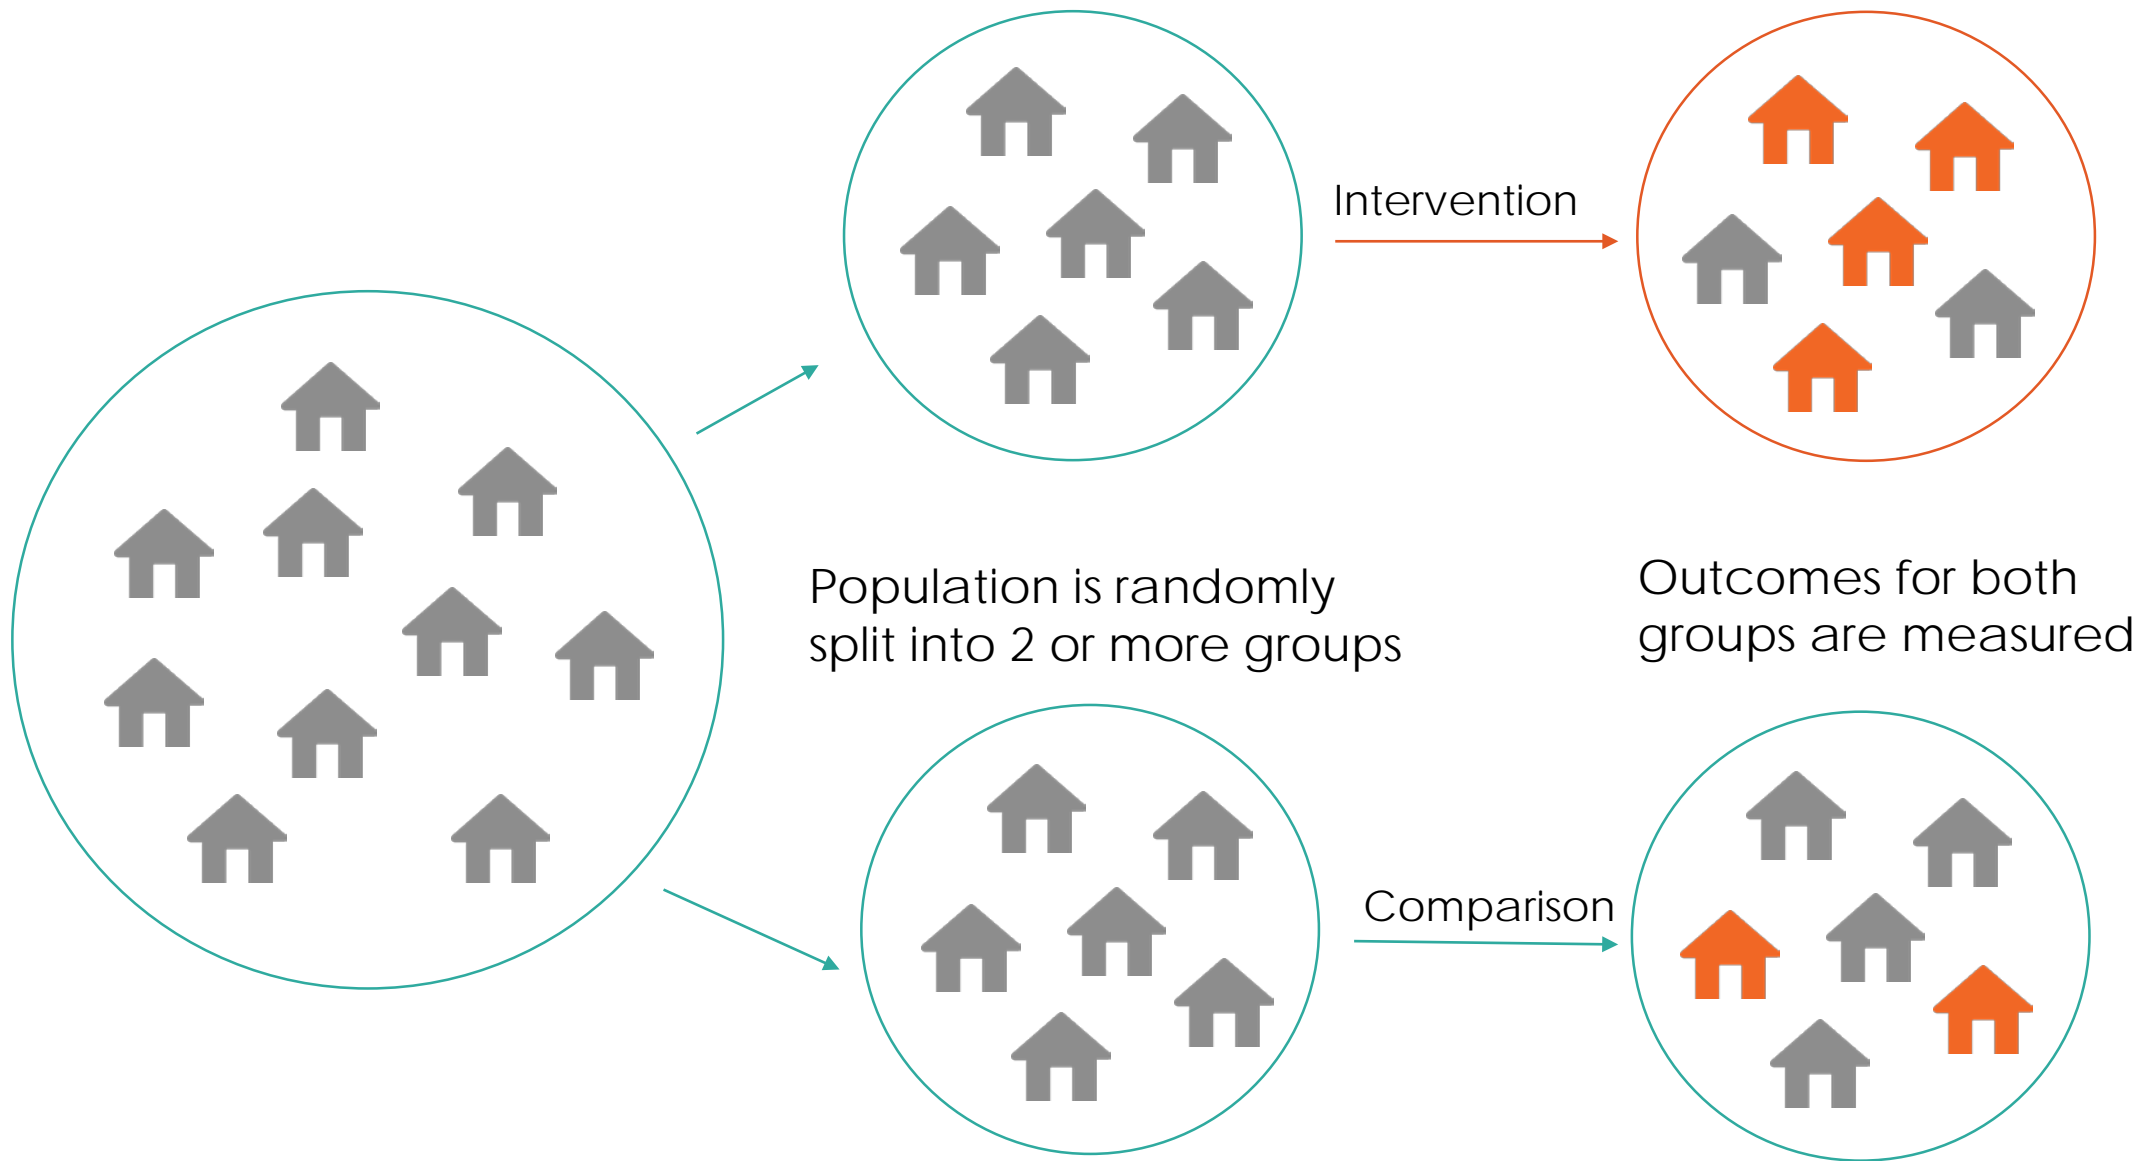 Intervention
Population is randomly
split into 2 or more groups
Outcomes for both
groups are measured
Comparison